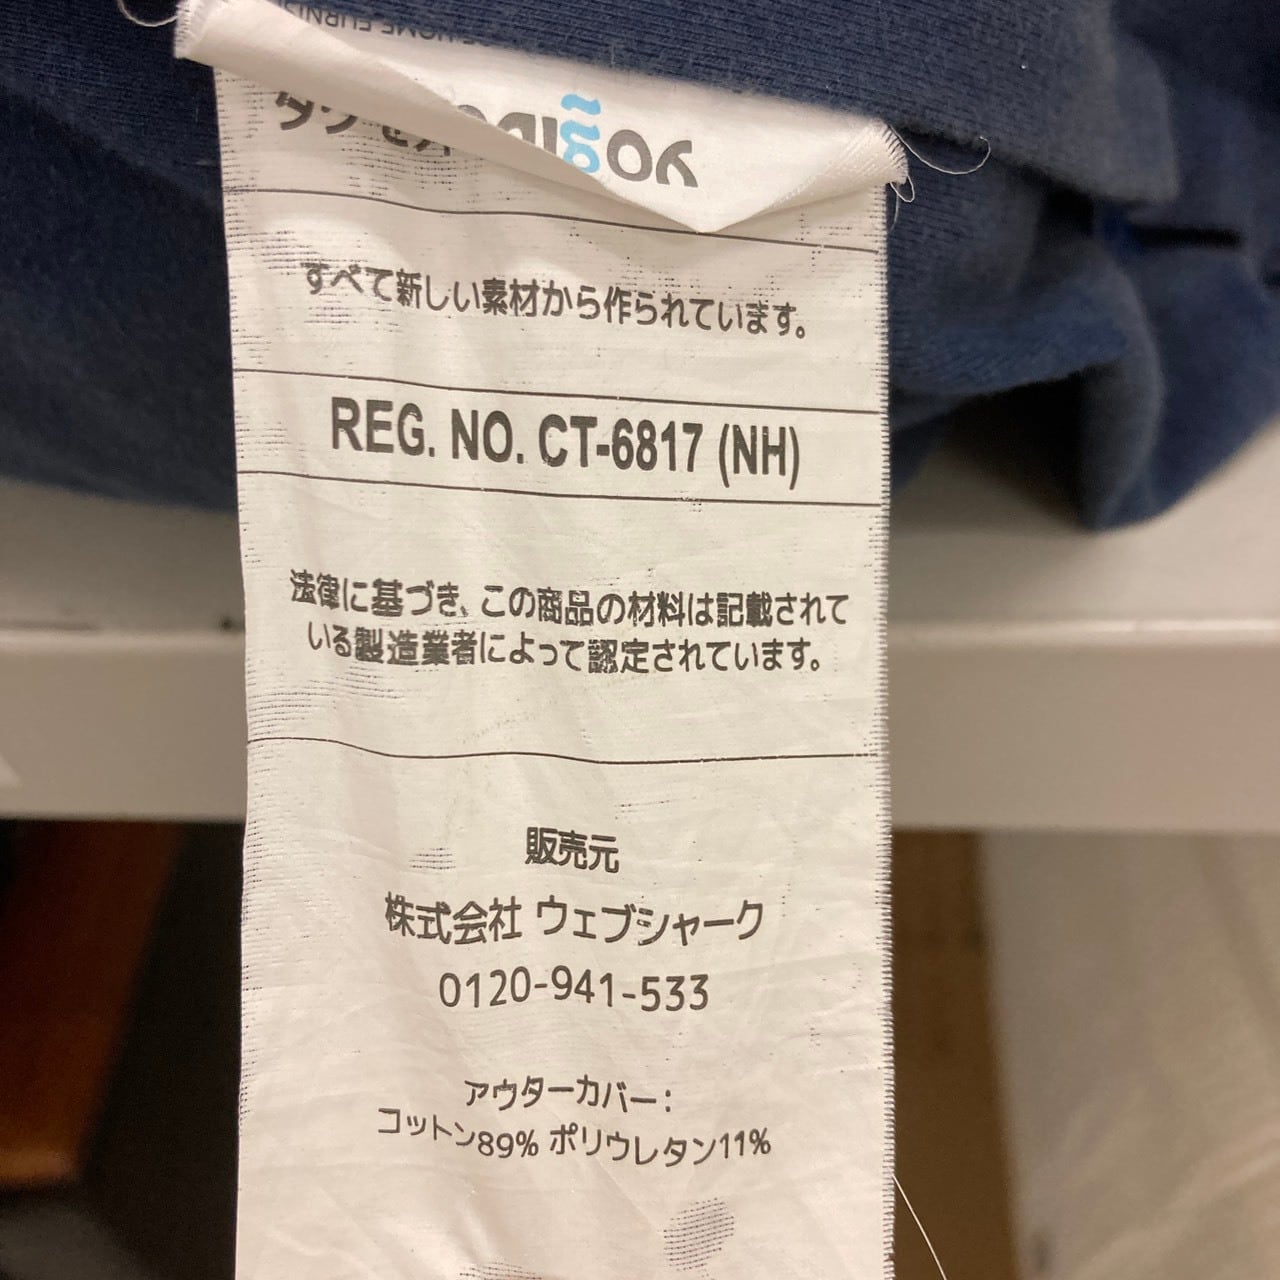 HOME FURNIS
yogibo
すべて新しい素材から作られています。
REG. NO. CT-6817 (NH)
法律に基づき、この商品の材料は記載されて
いる製造業者によって認定されています。
販売元
株式会社 ウェブシャーク
0120-941-533
アウターカバー：
コットン89% ポリウレタン11%